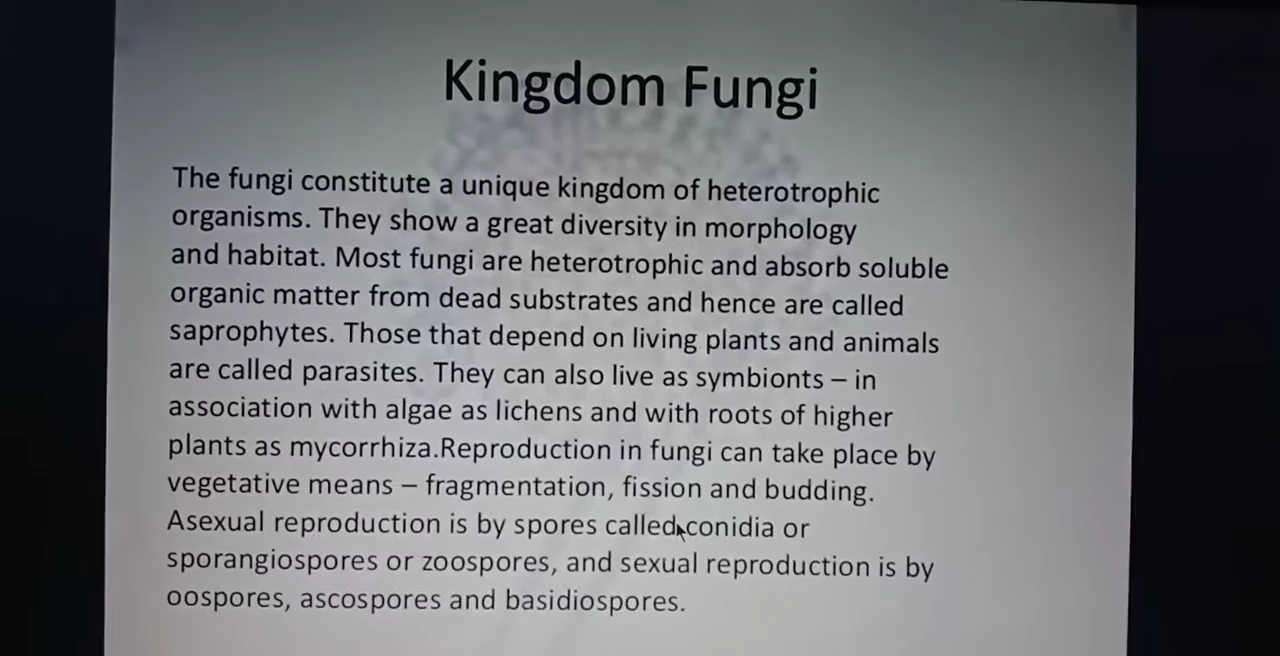 Kingdom Fungi
The fungi constitute a unique kingdom of heterotrophic
organisms. They show a great diversity in morphology
and habitat. Most fungi are heterotrophic and absorb soluble
organic matter from dead substrates and hence are called
saprophytes. Those that depend on living plants and animals
are called parasites. They can also live as symbionts – in
association with algae as lichens and with roots of higher
plants as mycorrhiza.Reproduction in fungi can take place by
vegetative means – fragmentation, fission and budding.
Asexual reproduction is by spores called conidia or
sporangiospores or zoospores, and sexual reproduction is by
oospores, ascospores and basidiospores.